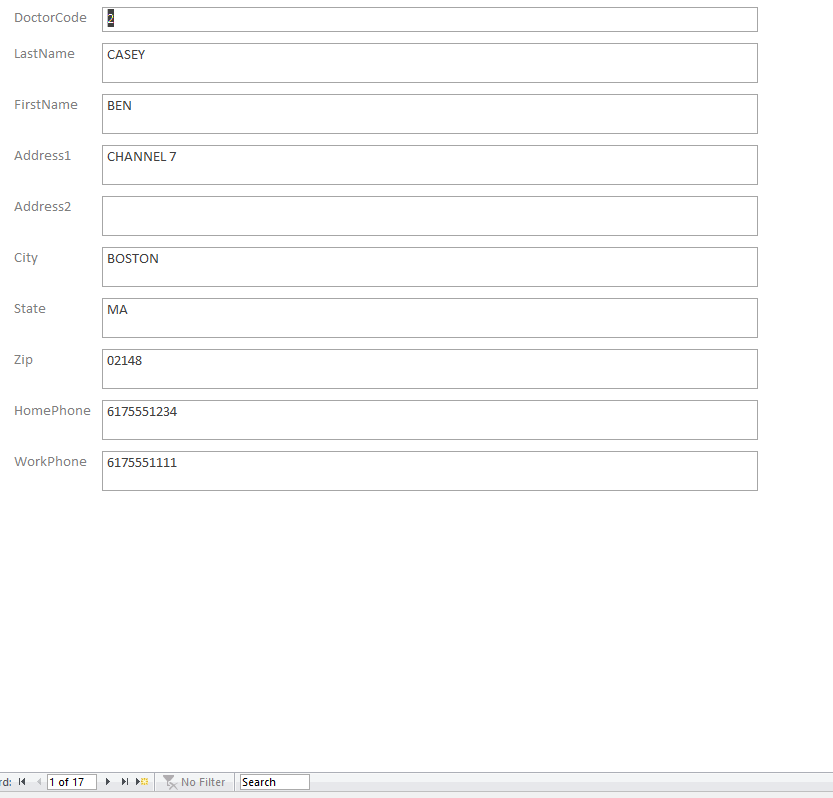 DoctorCode 2
LastName CASEY
FirstName BEN
Address1 CHANNEL 7
Address2
City BOSTON
State MA
Zip 02148
HomePhone 6175551234
WorkPhone 6175551111
rd: 1 of 17 No Filter Search